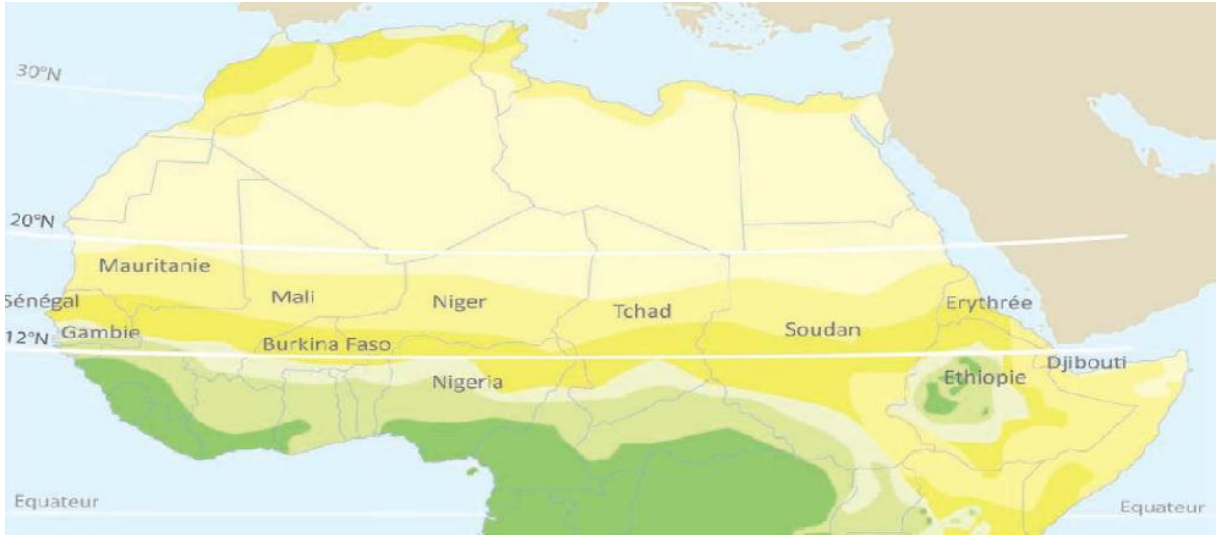 30°N
20°N
Mauritanie
Mali
Niger
Tchad
Soudan
Erythrée
Sénégal
Gambie
12°N
Burkina Faso
Nigeria
Ethiopie
Djibouti
Equateur
Equateur